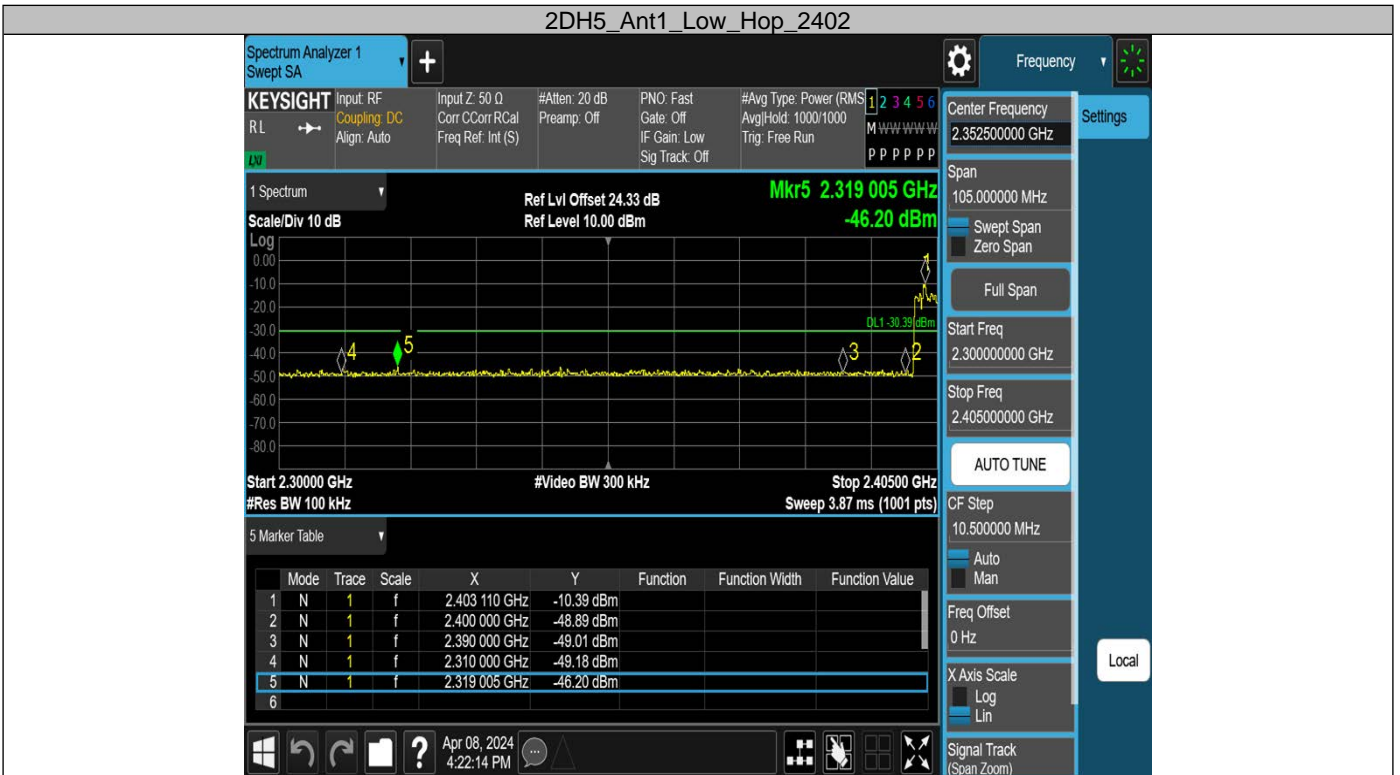 2DH5_Ant1_Low_Hop_2402
Spectrum Analyzer 1
Swept SA
+
Frequency
KEYSIGHT
RL
LXI
Input: RF
Coupling: DC
Align: Auto
Input Z: 50 Ω
Corr CCorr RCal
Freq Ref: Int (S)
#Atten: 20 dB
Preamp: Off
PNO: Fast
Gate: Off
IF Gain: Low
Sig Track: Off
#Avg Type: Power (RMS
Avg|Hold: 1000/1000
Trig: Free Run
1 2 3 4 5 6
M W W W W W
P P P P P P
1 Spectrum
Scale/Div 10 dB
Ref Lvl Offset 24.33 dB
Ref Level 10.00 dBm
Mkr5 2.319 005 GHz
-46.20 dBm
Log
0.00
-10.0
-20.0
-30.0
-40.0
-50.0
-60.0
-70.0
-80.0
1
DL1 -30.39 dBm
4
5
3
2
Start 2.30000 GHz
#Video BW 300 kHz
Stop 2.40500 GHz
#Res BW 100 kHz
Sweep 3.87 ms (1001 pts)
5 Marker Table
Mode Trace Scale X Y Function Function Width Function Value
1 N 1 f 2.403 110 GHz -10.39 dBm
2 N 1 f 2.400 000 GHz -48.89 dBm
3 N 1 f 2.390 000 GHz -49.01 dBm
4 N 1 f 2.310 000 GHz -49.18 dBm
5 N 1 f 2.319 005 GHz -46.20 dBm
6
?
Apr 08, 2024
4:22:14 PM
Center Frequency
2.352500000 GHz
Settings
Span
105.000000 MHz
Swept Span
Zero Span
Full Span
Start Freq
2.300000000 GHz
Stop Freq
2.405000000 GHz
AUTO TUNE
CF Step
10.500000 MHz
Auto
Man
Freq Offset
0 Hz
X Axis Scale
Log
Lin
Local
Signal Track
(Span Zoom)